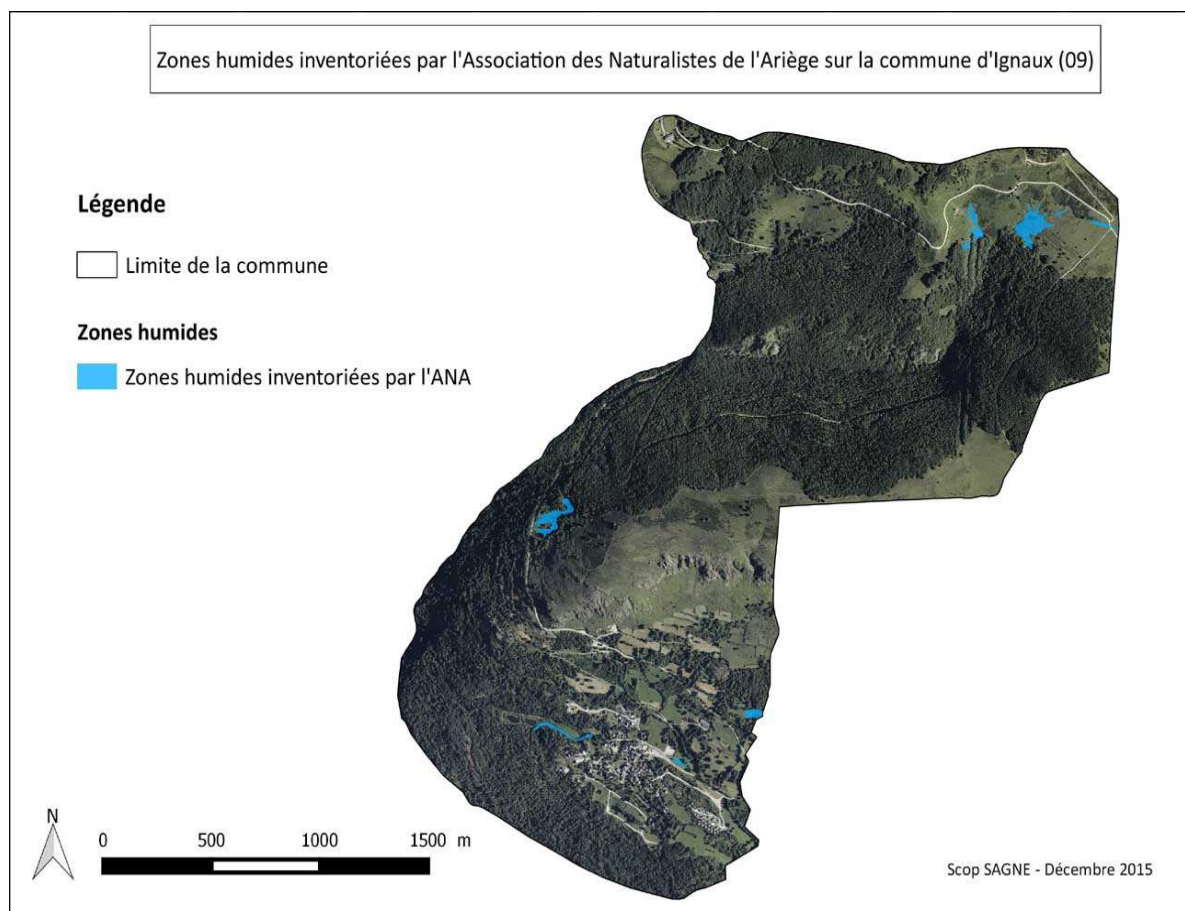 Zones humides inventoriées par l'Association des Naturalistes de l'Ariège sur la commune d'Ignaux (09)
Légende
Limite de la commune
Zones humides
Zones humides inventoriées par l'ANA
N
0 500 1000 1500 m
Scop SAGNE - Décembre 2015